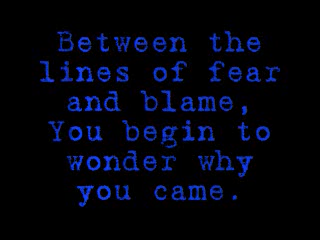 Between the
lines of fear
and blame,
You begin to
wonder why
you came.